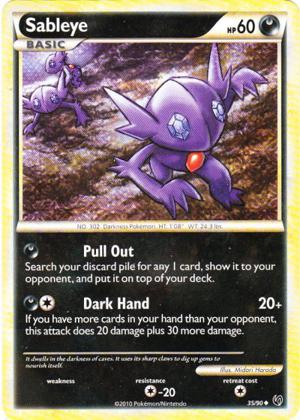 Sableye
HP 60
BASIC
NO. 302 Darkness Pokémon. HT: 1'08" WT: 24.3 lbs.
Pull Out
Search your discard pile for any 1 card, show it to your
opponent, and put it on top of your deck.
Dark Hand 20+
If you have more cards in your hand than your opponent,
this attack does 20 damage plus 30 more damage.
It dwells in the darkness of caves. It uses its sharp claws to dig up gems to
nourish itself.
Illus. Midori Harada
weakness
resistance
retreat cost
-20
©2010 Pokémon/Nintendo
35/90